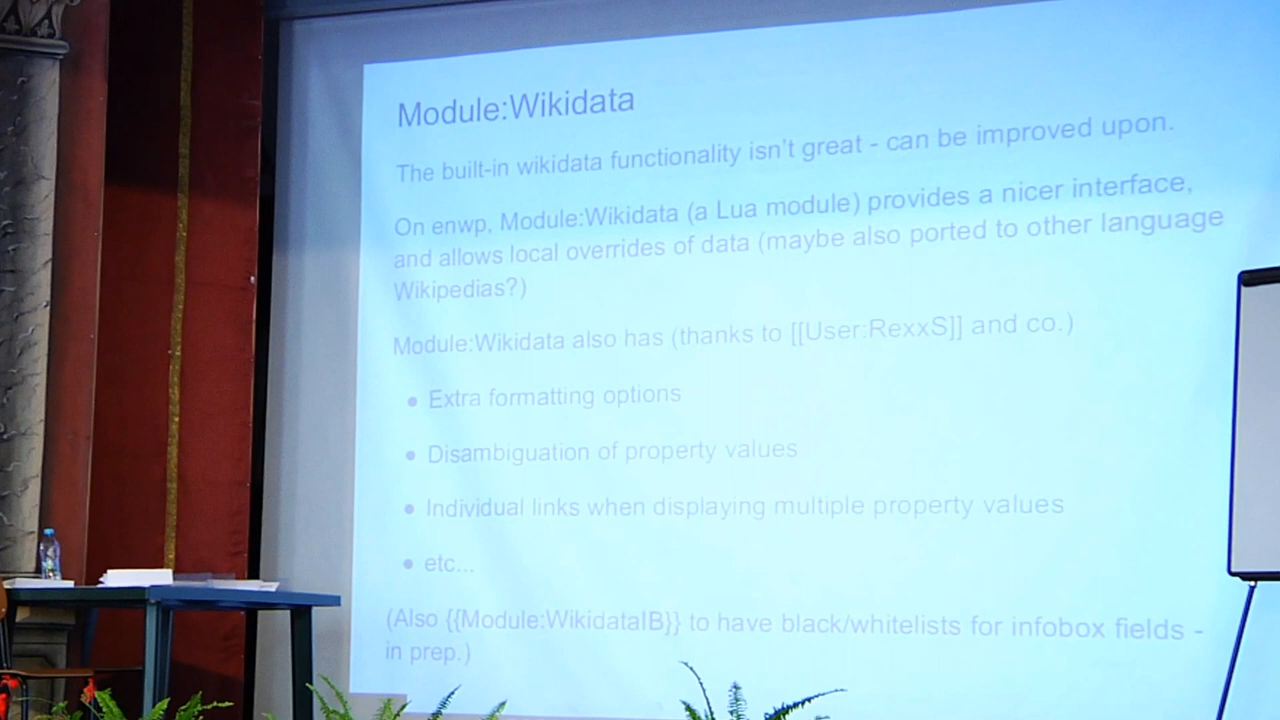 Module:Wikidata
The built-in wikidata functionality isn't great - can be improved upon.
On enwp, Module:Wikidata (a Lua module) provides a nicer interface,
and allows local overrides of data (maybe also ported to other language
Wikipedias?)
Module:Wikidata also has (thanks to [[User:RexxS]] and co.)
● Extra formatting options
● Disambiguation of property values
● Individual links when displaying multiple property values
● etc...
(Also {{Module:WikidataIB}} to have black/whitelists for infobox fields -
in prep.)